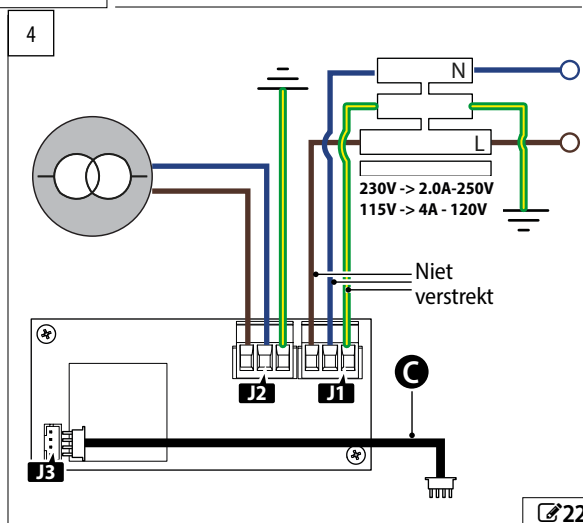 4
N
L
230V -> 2.0A-250V
115V -> 4A - 120V
Niet
verstrekt
J2
J1
C
J3
22